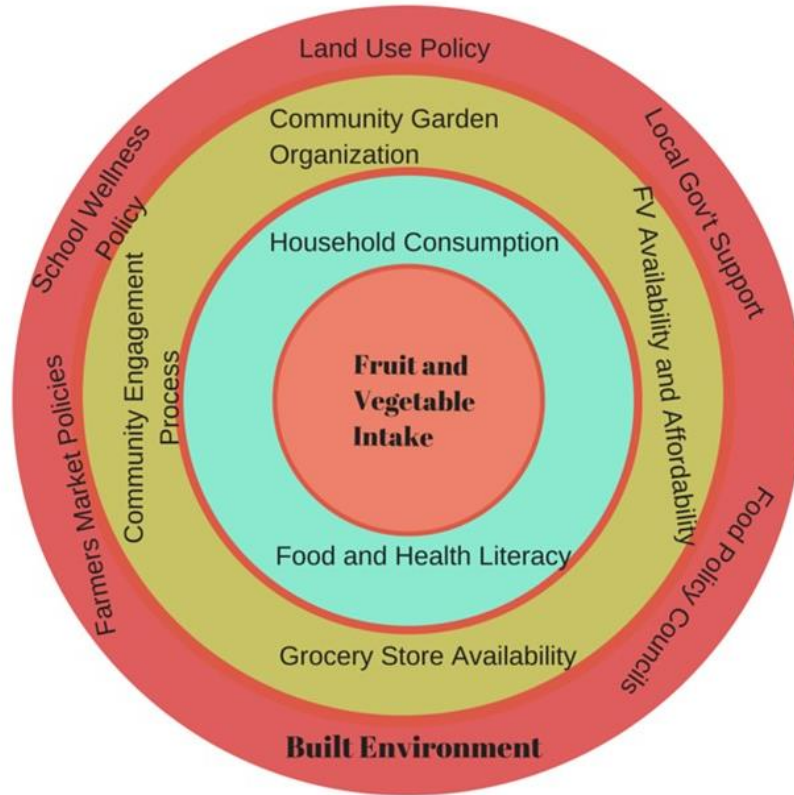 Land Use Policy
School Wellness
Policy
Local Gov't Support
Community Garden
Organization
FV Availability and Affordability
Household Consumption
Community Engagement
Process
Fruit and
Vegetable
Intake
Farmers Market Policies
Food Policy Councils
Food and Health Literacy
Grocery Store Availability
Built Environment